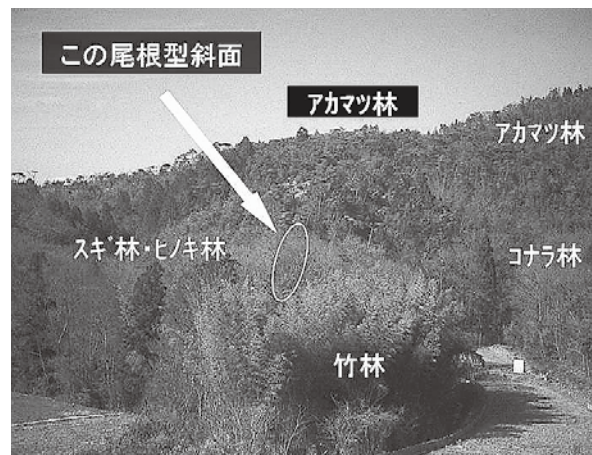 この尾根型斜面
アカマツ林
アカマツ林
スギ林・ヒノキ林
コナラ林
竹林